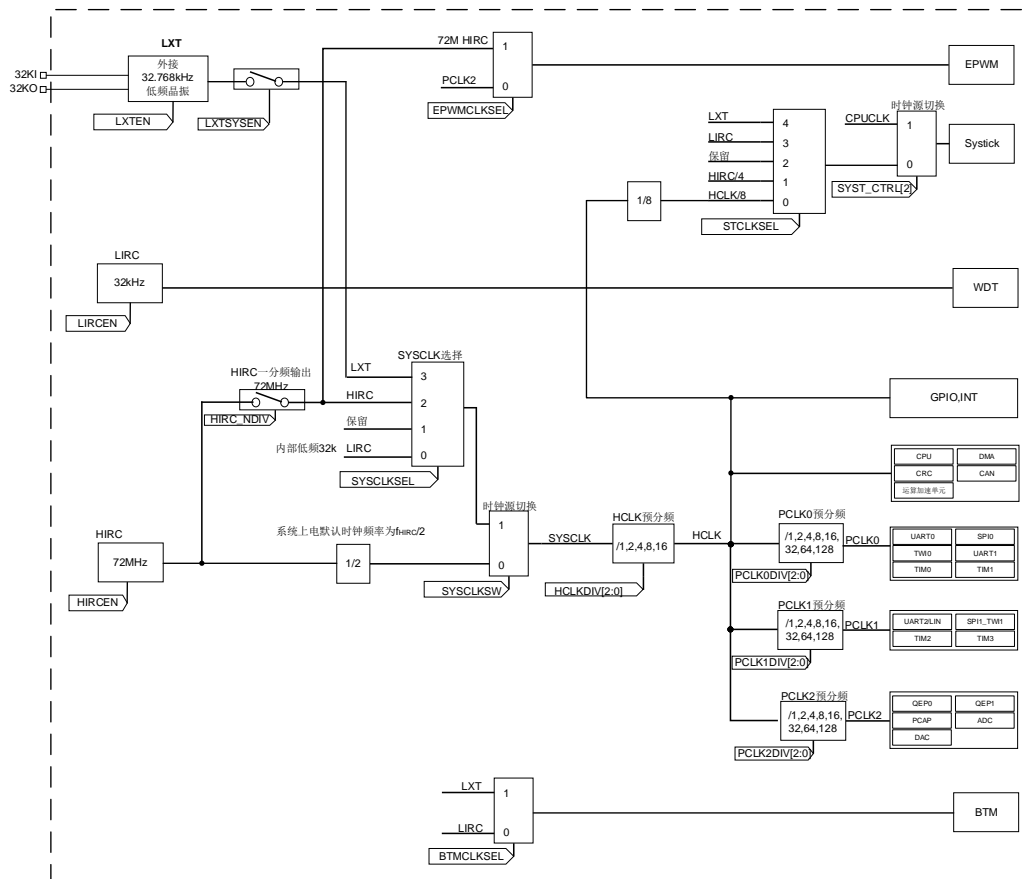 LXT
32KI
32KO
外接
32.768kHz
低频晶振
LXTEN
LXTSYSEN
72M HIRC
1
PCLK2
0
EPWMCLKSEL
EPWM
LXT
4
LIRC
3
保留
2
HIRC/4
1
HCLK/8
0
STCLKSEL
1/8
时钟源切换
CPUCLK
1
0
SYST_CTRL[2]
Systick
LIRC
32kHz
LIRCEN
WDT
HIRC一分频输出
72MHz
HIRC_NDIV
SYSCLK选择
LXT
3
HIRC
2
保留
1
内部低频32k
LIRC
0
SYSCLKSEL
GPIO,INT
CPU
DMA
CRC
CAN
运算加速单元
HIRC
72MHz
HIRCEN
系统上电默认时钟频率为fHIRC/2
1/2
时钟源切换
1
0
SYSCLKSW
SYSCLK
HCLK预分频
/1,2,4,8,16
HCLKDIV[2:0]
HCLK
PCLK0预分频
/1,2,4,8,16,
32,64,128
PCLK0DIV[2:0]
PCLK0
UART0
SPI0
TWI0
UART1
TIM0
TIM1
PCLK1预分频
/1,2,4,8,16,
32,64,128
PCLK1DIV[2:0]
PCLK1
UART2/LIN
SPI1_TWI1
TIM2
TIM3
PCLK2预分频
/1,2,4,8,16,
32,64,128
PCLK2DIV[2:0]
PCLK2
QEP0
QEP1
PCAP
ADC
DAC
LXT
1
LIRC
0
BTMCLKSEL
BTM